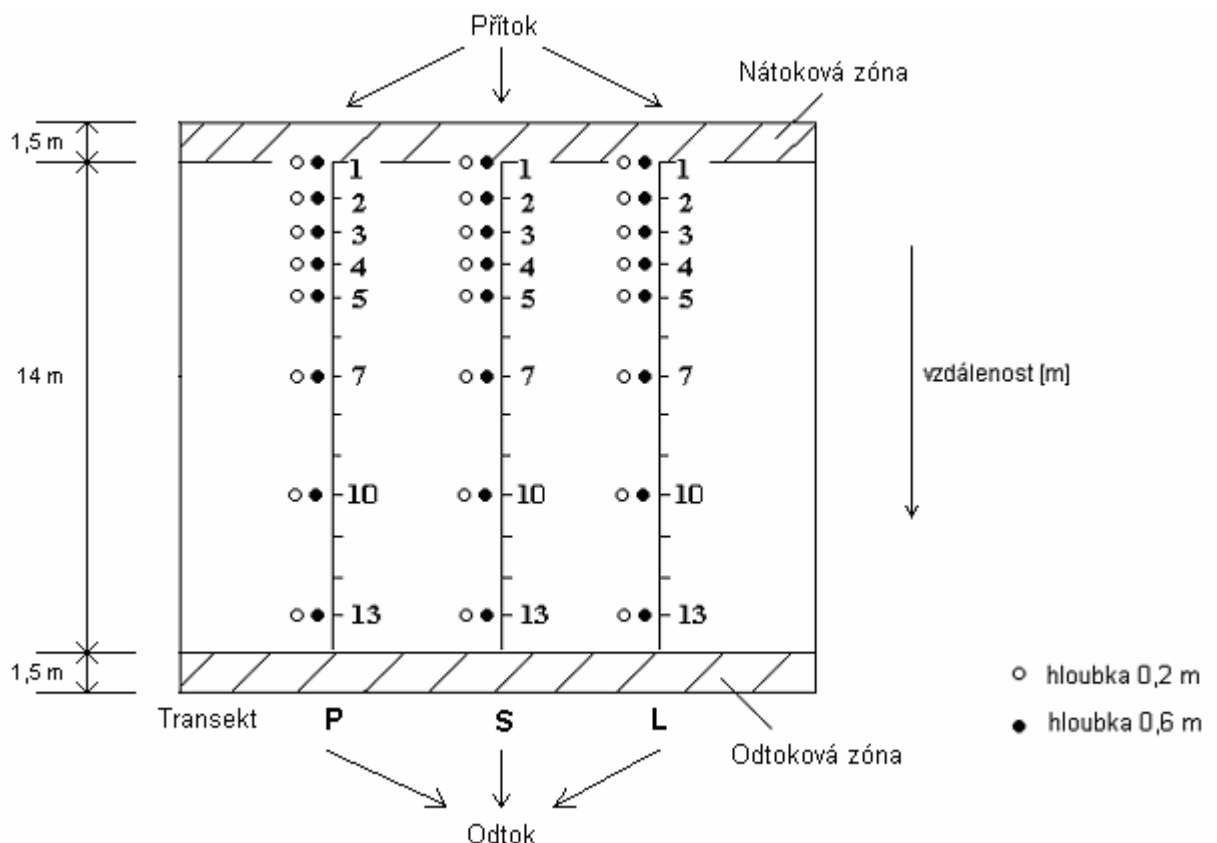 Přítok
Nátoková zóna
1,5 m
1 1 1
2 2 2
3 3 3
4 4 4
5 5 5
14 m
7 7 7
vzdálenost [m]
10 10 10
13 13 13
1,5 m
hloubka 0,2 m
Transekt P S L
hloubka 0,6 m
Odtoková zóna
Odtok